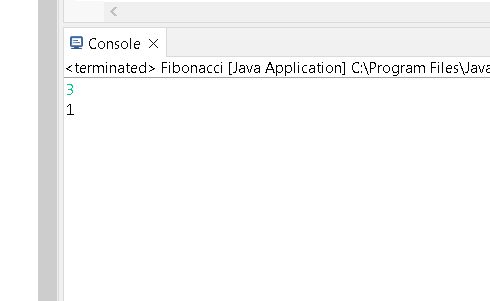 Console
<terminated> Fibonacci [Java Application] C:\Program Files\Java
3
1